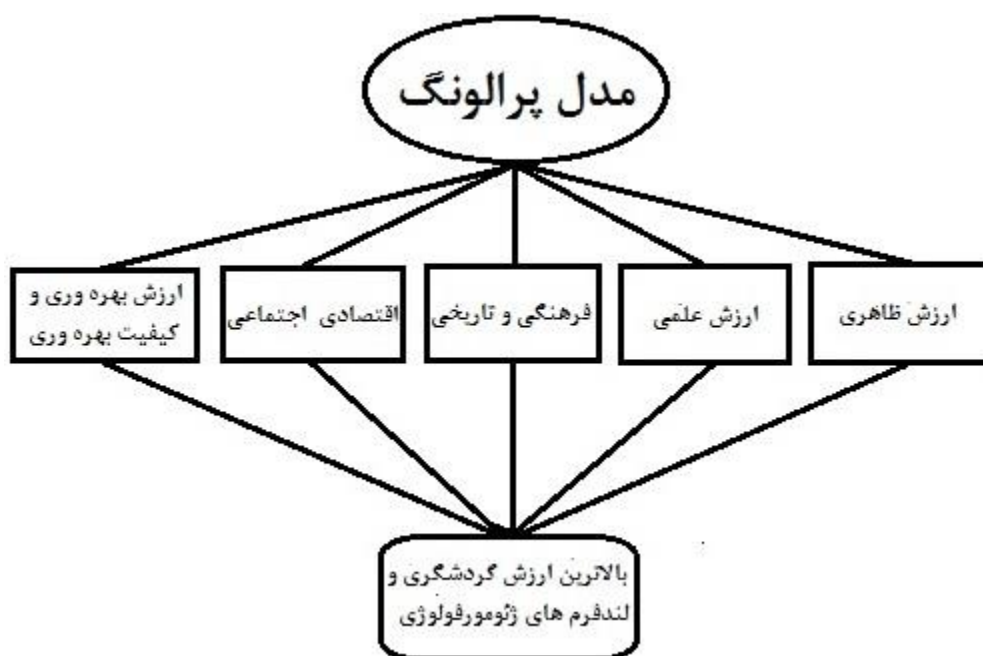 مدل پرالونگ
ارزش ظاهری
ارزش علمی
فرهنگی و تاریخی
اقتصادی اجتماعی
ارزش بهره وری و
کیفیت بهره وری
بالاترین ارزش گردشگری و
لندفرم های ژئومورفولوژی